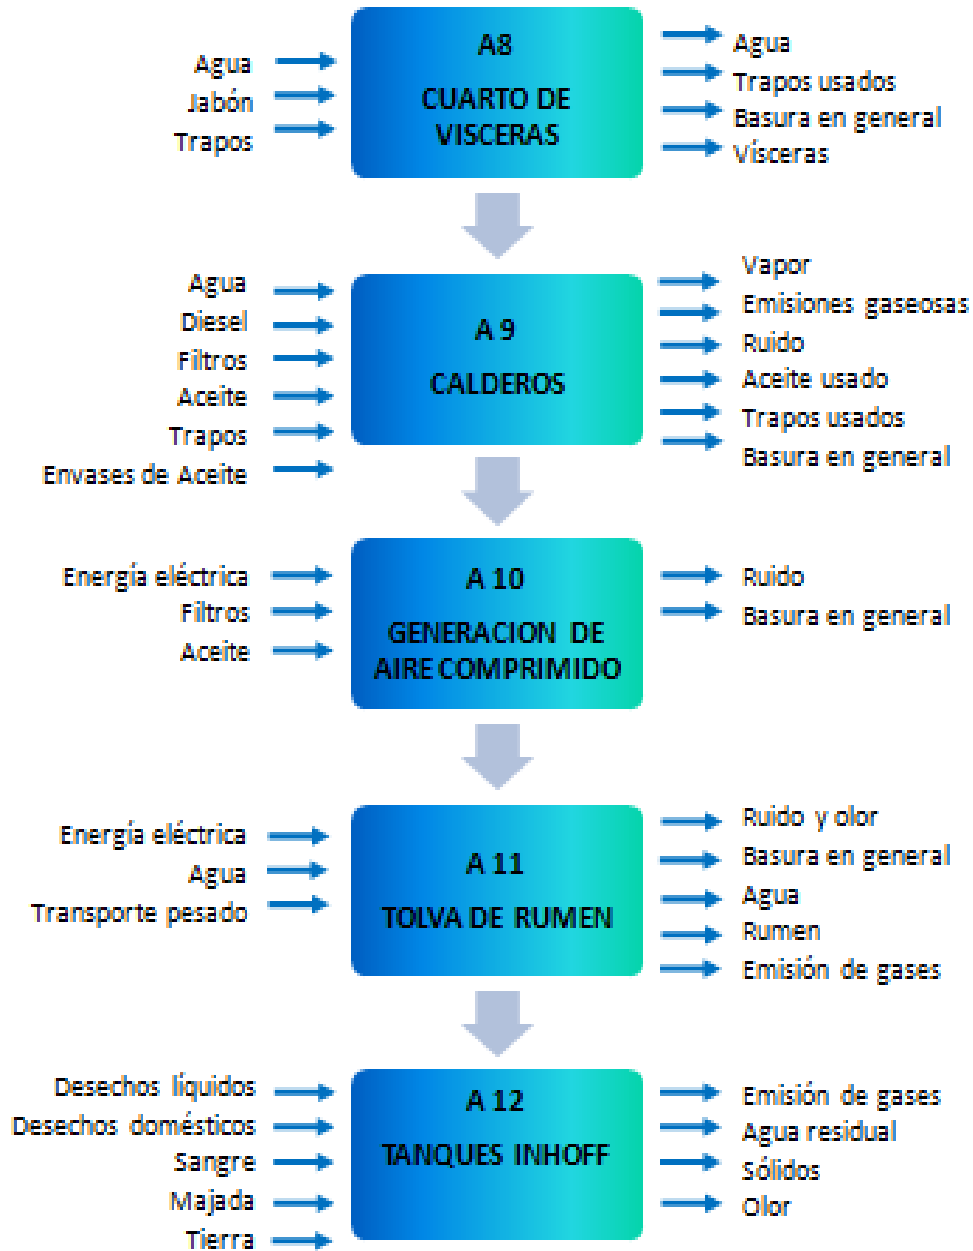 Agua
Jabón
Trapos
A8
CUARTO DE
VISCERAS
Agua
Trapos usados
Basura en general
Vísceras
Agua
Diesel
Filtros
Aceite
Trapos
Envases de Aceite
A 9
CALDEROS
Vapor
Emisiones gaseosas
Ruido
Aceite usado
Trapos usados
Basura en general
Energía eléctrica
Filtros
Aceite
A 10
GENERACION DE
AIRE COMPRIMIDO
Ruido
Basura en general
Energía eléctrica
Agua
Transporte pesado
A 11
TOLVA DE RUMEN
Ruido y olor
Basura en general
Agua
Rumen
Emisión de gases
Desechos líquidos
Desechos domésticos
Sangre
Majada
Tierra
A 12
TANQUES INHOFF
Emisión de gases
Agua residual
Sólidos
Olor